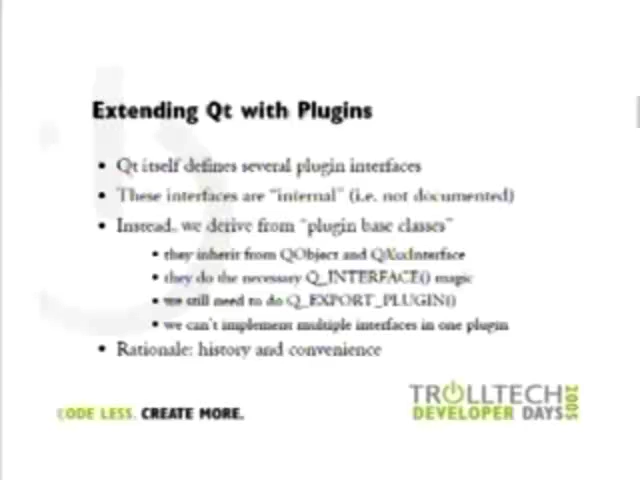 Extending Qt with Plugins
• Qt itself defines several plugin interfaces
• These interfaces are “internal” (i.e. not documented)
• Instead, we derive from “plugin base classes”
• they inherit from QObject and QXxxInterface
• they do the necessary Q_INTERFACE() magic
• we still need to do Q_EXPORT_PLUGIN()
• we can't implement multiple interfaces in one plugin
• Rationale: history and convenience
CODE LESS. CREATE MORE.
TROLLTECH
DEVELOPER DAYS 2005